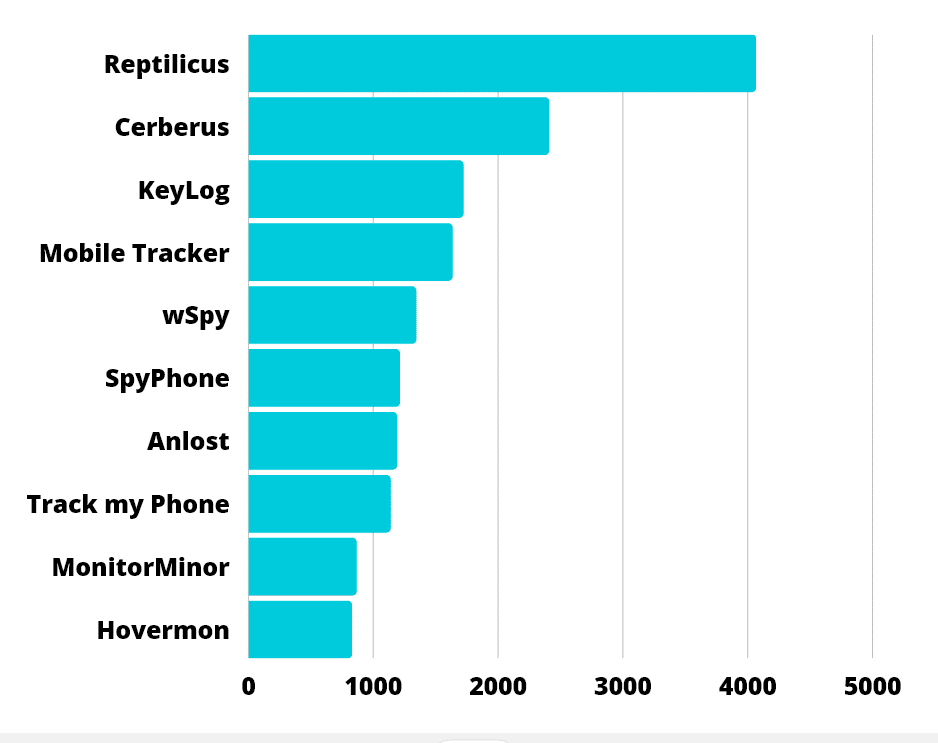 Reptilicus
Cerberus
KeyLog
Mobile Tracker
wSpy
SpyPhone
Anlost
Track my Phone
MonitorMinor
Hovermon
0 1000 2000 3000 4000 5000